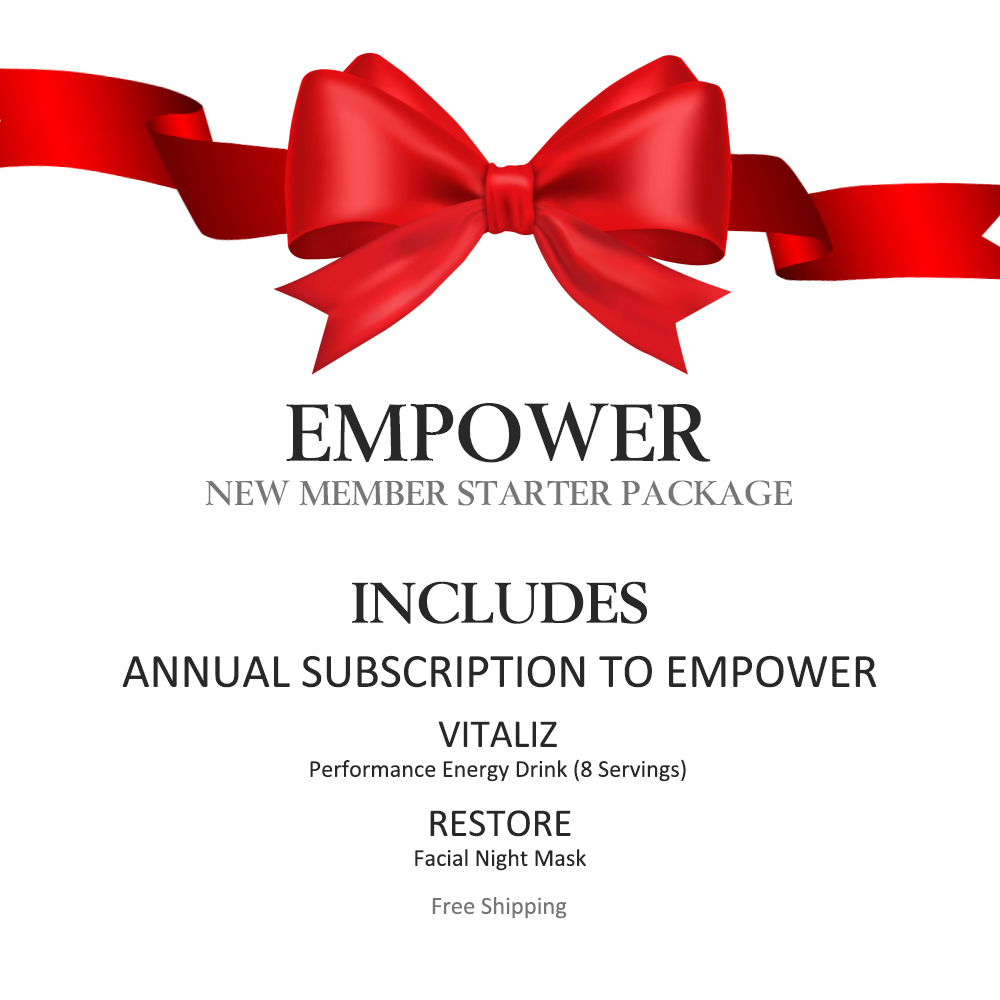 EMPOWER
NEW MEMBER STARTER PACKAGE
INCLUDES
ANNUAL SUBSCRIPTION TO EMPOWER
VITALIZ
Performance Energy Drink (8 Servings)
RESTORE
Facial Night Mask
Free Shipping